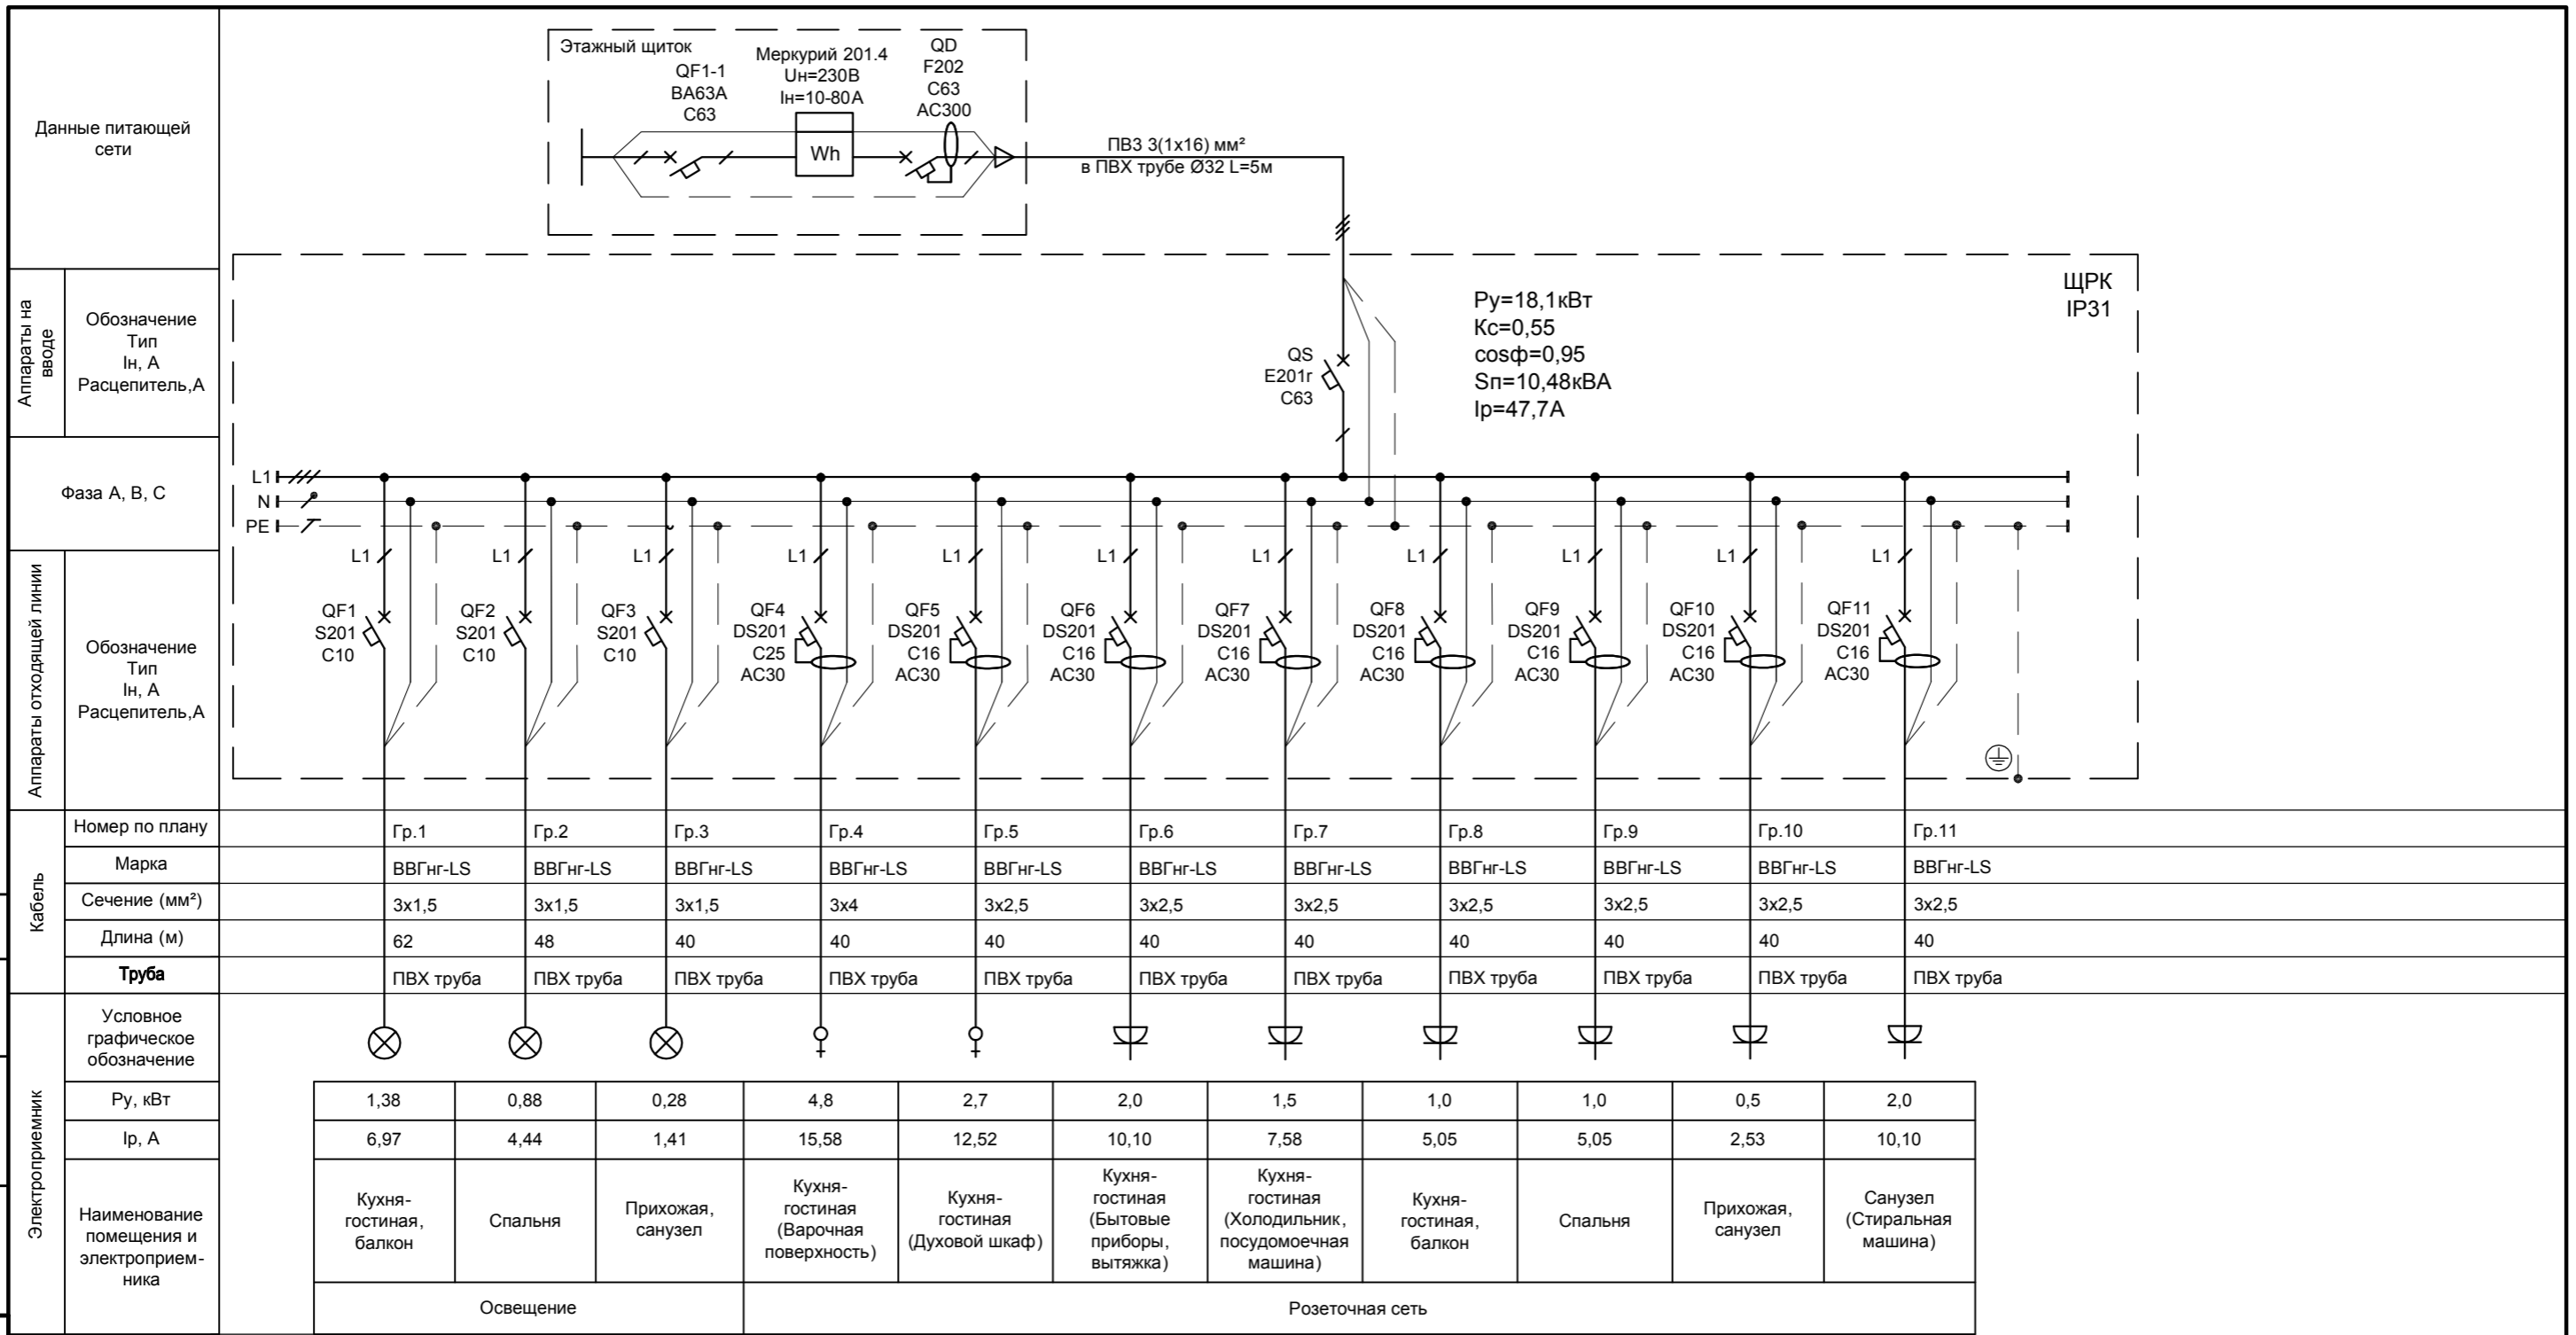 Данные питающей
сети
Этажный щиток
QF1-1
ВА63А
C63
Меркурий 201.4
Uн=230В
Iн=10-80А
Wh
QD
F202
C63
AC300
ПВ3 3(1х16) мм²
в ПВХ трубе Ø32 L=5м
Аппараты на
вводе
Обозначение
Тип
Iн, А
Расцепитель,А
QS
E201г
C63
Ру=18,1кВт
Кс=0,55
cosф=0,95
Sп=10,48кВА
Iр=47,7А
ЩРК
IP31
Фаза А, В, С
L1
N
PE
Аппараты отходящей линии
Обозначение
Тип
Iн, А
Расцепитель,А
L1 L1 L1 L1 L1 L1 L1 L1 L1 L1 L1
QF1
S201
C10
QF2
S201
C10
QF3
S201
C10
QF4
DS201
C25
AC30
QF5
DS201
C16
AC30
QF6
DS201
C16
AC30
QF7
DS201
C16
AC30
QF8
DS201
C16
AC30
QF9
DS201
C16
AC30
QF10
DS201
C16
AC30
QF11
DS201
C16
AC30
Кабель
Номер по плану Гр.1 Гр.2 Гр.3 Гр.4 Гр.5 Гр.6 Гр.7 Гр.8 Гр.9 Гр.10 Гр.11
Марка ВВГнг-LS ВВГнг-LS ВВГнг-LS ВВГнг-LS ВВГнг-LS ВВГнг-LS ВВГнг-LS ВВГнг-LS ВВГнг-LS ВВГнг-LS ВВГнг-LS
Сечение (мм²) 3х1,5 3х1,5 3х1,5 3х4 3х2,5 3х2,5 3х2,5 3х2,5 3х2,5 3х2,5 3х2,5
Длина (м) 62 48 40 40 40 40 40 40 40 40 40
Труба ПВХ труба ПВХ труба ПВХ труба ПВХ труба ПВХ труба ПВХ труба ПВХ труба ПВХ труба ПВХ труба ПВХ труба ПВХ труба
Электроприемник
Условное
графическое
обозначение
Ру, кВт 1,38 0,88 0,28 4,8 2,7 2,0 1,5 1,0 1,0 0,5 2,0
Iр, А 6,97 4,44 1,41 15,58 12,52 10,10 7,58 5,05 5,05 2,53 10,10
Наименование
помещения и
электроприем-
ника
Кухня-
гостиная,
балкон
Спальня
Прихожая,
санузел
Кухня-
гостиная
(Варочная
поверхность)
Кухня-
гостиная
(Духовой шкаф)
Кухня-
гостиная
(Бытовые
приборы,
вытяжка)
Кухня-
гостиная
(Холодильник,
посудомоечная
машина)
Кухня-
гостиная,
балкон
Спальня
Прихожая,
санузел
Санузел
(Стиральная
машина)
Освещение
Розеточная сеть